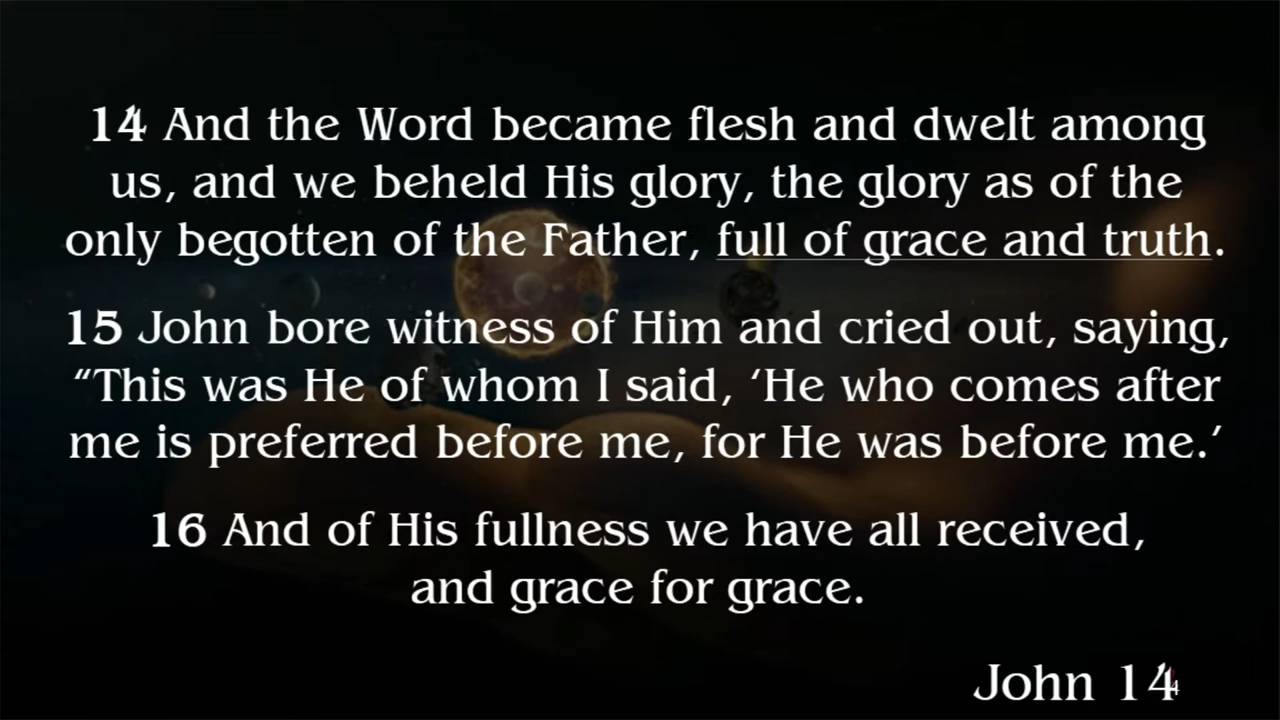 14 And the Word became flesh and dwelt among
us, and we beheld His glory, the glory as of the
only begotten of the Father, full of grace and truth.
15 John bore witness of Him and cried out, saying,
“This was He of whom I said, ‘He who comes after
me is preferred before me, for He was before me.’
16 And of His fullness we have all received,
and grace for grace.
John 14
4